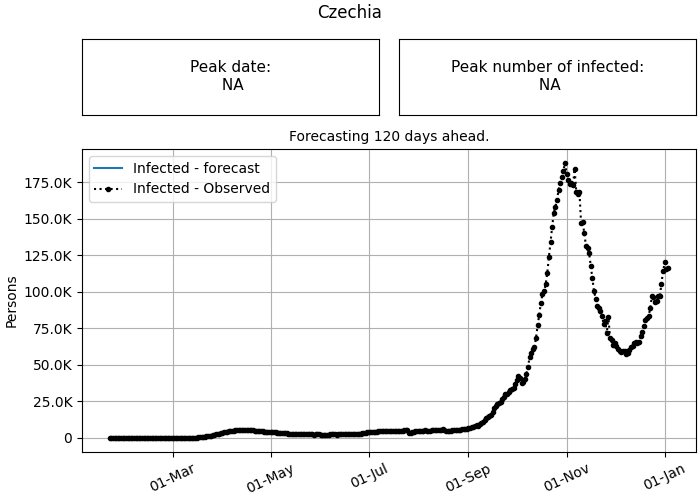 Czechia
Peak date:
NA
Peak number of infected:
NA
Forecasting 120 days ahead.
Infected - forecast
Infected - Observed
175.0K
150.0K
125.0K
100.0K
75.0K
50.0K
25.0K
0
Persons
01-Mar
01-May
01-Jul
01-Sep
01-Nov
01-Jan